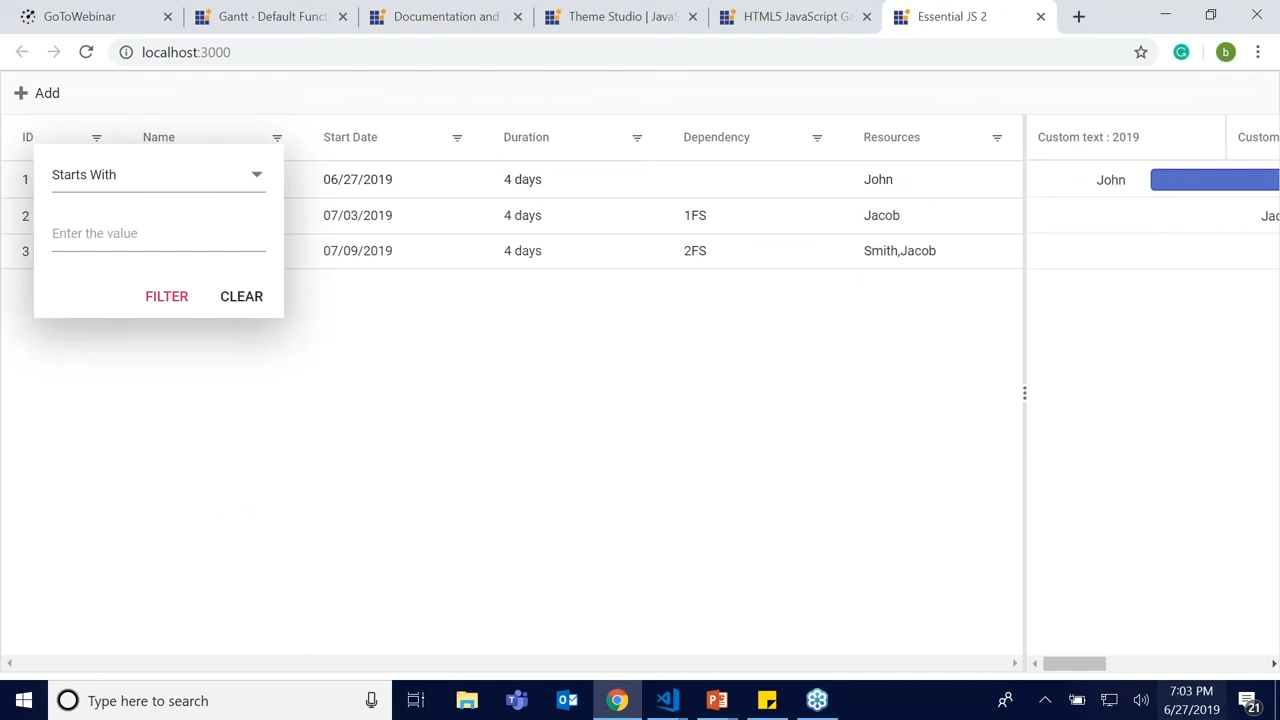 GoToWebinar
Gantt · Default Funct
Documentation and
Theme Studio | JavaS
HTML5 JavaScript Ga
Essential JS 2
localhost:3000
b
Add
ID Name Start Date Duration Dependency Resources Custom text : 2019 Custom
Starts With
Enter the value
FILTER CLEAR
1 06/27/2019 4 days John John
2 07/03/2019 4 days 1FS Jacob Jac
3 07/09/2019 4 days 2FS Smith,Jacob
Type here to search
7:03 PM
6/27/2019
21